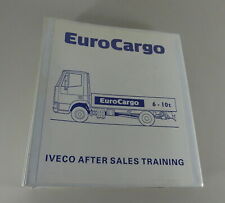 EuroCargo
EuroCargo
6 - 10t
IVECO AFTER SALES TRAINING